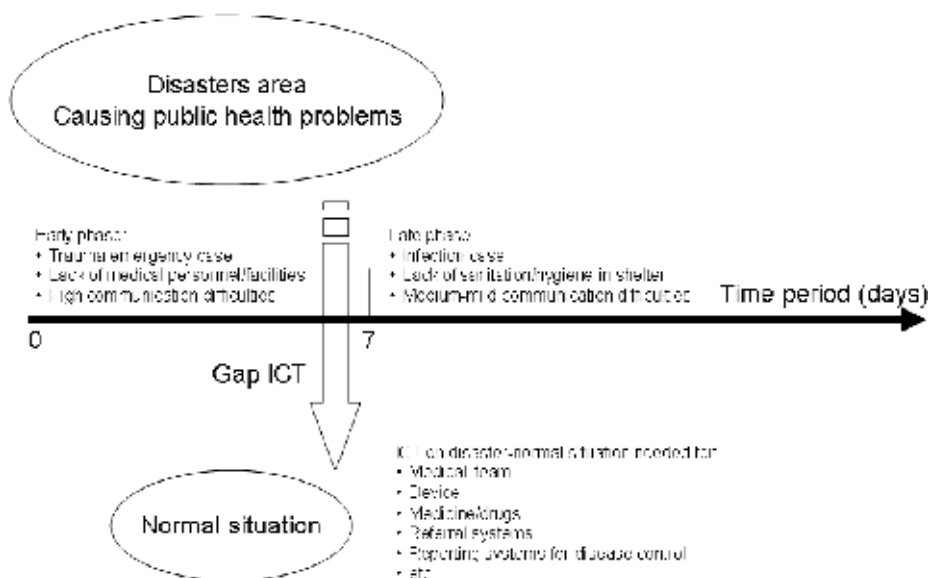 Disasters area
Causing public health problems
Early phase:
• Trauma emergency case
• Lack of medical personnel/facilities
• High communication difficulties
Late phase
• Infection case
• Lack of sanitation/hygiene in shelter
• Medium-mild communication difficulties
Time period (days)
0
7
Gap ICT
Normal situation
ICT on disaster-normal situation needed for:
• Medical team
• Device
• Medicine/drugs
• Referral systems
• Reporting systems for disease control
• etc